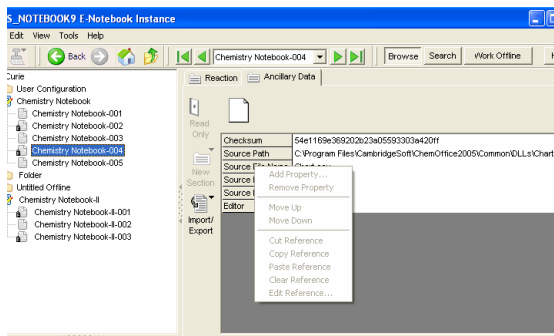 S_NOTEBOOK9 E-Notebook Instance
Edit View Tools Help
Back
Chemistry Notebook-004
Browse Search Work Offline
Curie
User Configuration
Chemistry Notebook
Chemistry Notebook-001
Chemistry Notebook-002
Chemistry Notebook-003
Chemistry Notebook-004
Chemistry Notebook-005
Folder
Untitled Offline
Chemistry Notebook-II
Chemistry Notebook-II-001
Chemistry Notebook-II-002
Chemistry Notebook-II-003
Reaction Ancillary Data
Read Only
New Section
Import/
Export
Checksum 54e1169e369202b23a05593303a420ff
Source Path C:\Program Files\CambridgeSoft\ChemOffice2005\Common\DLLs\Chart
Source File Name
Source
Source
Editor
Add Property...
Remove Property
Move Up
Move Down
Cut Reference
Copy Reference
Paste Reference
Clear Reference
Edit Reference...